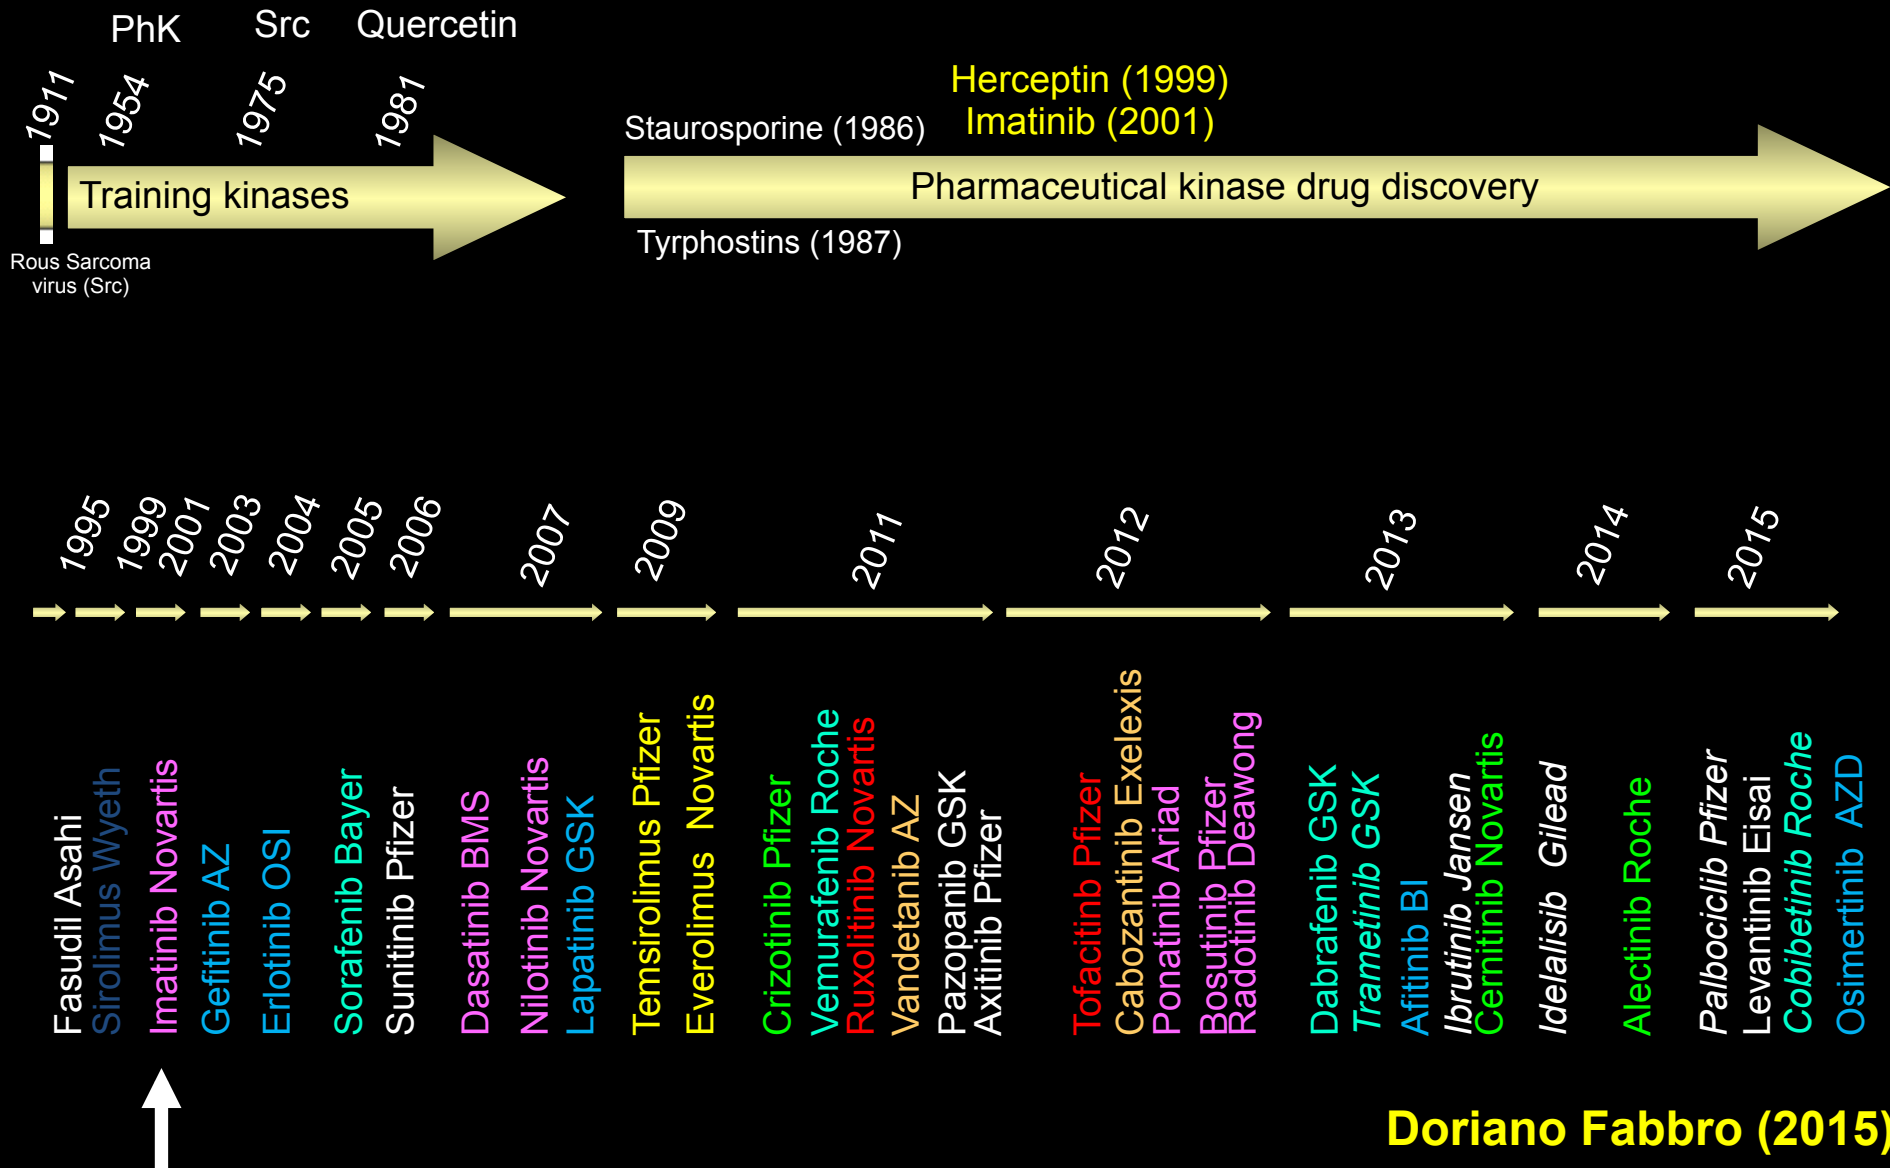 PhK
Src
Quercetin
1911
1954
1975
1981
Herceptin (1999)
Imatinib (2001)
Staurosporine (1986)
Training kinases
Pharmaceutical kinase drug discovery
Tyrphostins (1987)
Rous Sarcoma
virus (Src)
1995
1999
2001
2003
2004
2005
2006
2007
2009
2011
2012
2013
2014
2015
Fasudil Asahi
Sirolimus Wyeth
Imatinib Novartis
Gefitinib AZ
Erlotinib OSI
Sorafenib Bayer
Sunitinib Pfizer
Dasatinib BMS
Nilotinib Novartis
Lapatinib GSK
Temsirolimus Pfizer
Everolimus Novartis
Crizotinib Pfizer
Vemurafenib Roche
Ruxolitinib Novartis
Vandetanib AZ
Pazopanib GSK
Axitinib Pfizer
Tofacitinb Pfizer
Cabozantinib Exelexis
Ponatinib Ariad
Bosutinib Pfizer
Radotinib Deawong
Dabrafenib GSK
Trametinib GSK
Afitinib BI
Ibrutinib Jansen
Cernitinib Novartis
Idelalisib Gilead
Alectinib Roche
Palbociclib Pfizer
Levantinib Eisai
Cobibetinib Roche
Osimertinib AZD
Doriano Fabbro (2015)